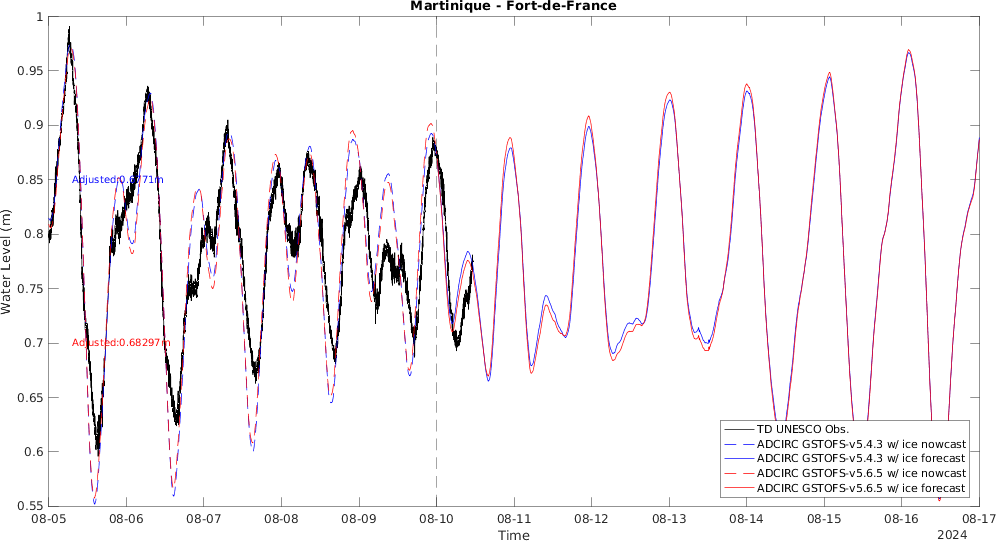 Martinique - Fort-de-France
Water Level (m)
1
0.95
0.9
0.85
0.8
0.75
0.7
0.65
0.6
0.55
Adjusted:0.6771m
Adjusted:0.68297m
TD UNESCO Obs.
ADCIRC GSTOFS-v5.4.3 w/ ice nowcast
ADCIRC GSTOFS-v5.4.3 w/ ice forecast
ADCIRC GSTOFS-v5.6.5 w/ ice nowcast
ADCIRC GSTOFS-v5.6.5 w/ ice forecast
08-05 08-06 08-07 08-08 08-09 08-10 08-11 08-12 08-13 08-14 08-15 08-16 08-17
Time
2024